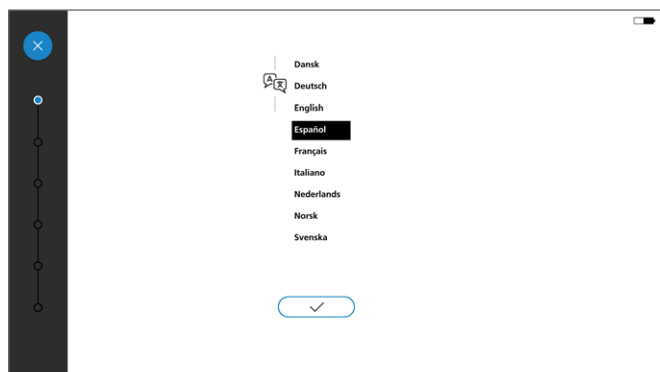 Dansk
Deutsch
English
Español
Français
Italiano
Nederlands
Norsk
Svenska